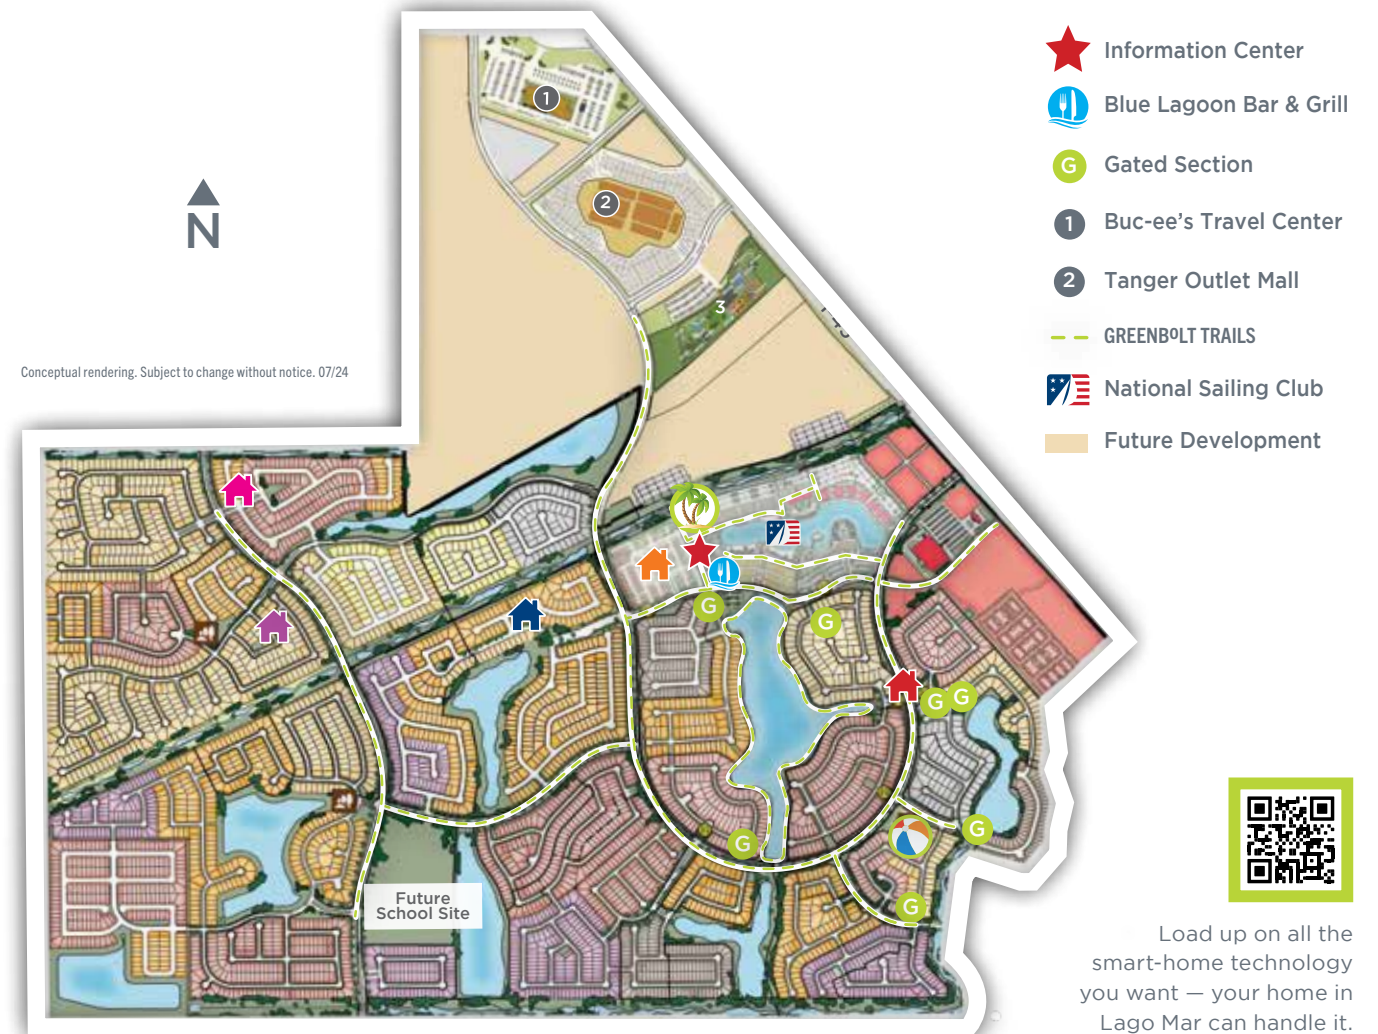 Information Center
Blue Lagoon Bar & Grill
G Gated Section
1 Buc-ee's Travel Center
2 Tanger Outlet Mall
GREENBOLT TRAILS
National Sailing Club
Future Development
N
Conceptual rendering. Subject to change without notice. 07/24
1
2
3
G
G
G
G
G
G
G
Future
School Site
Load up on all the
smart-home technology
you want — your home in
Lago Mar can handle it.